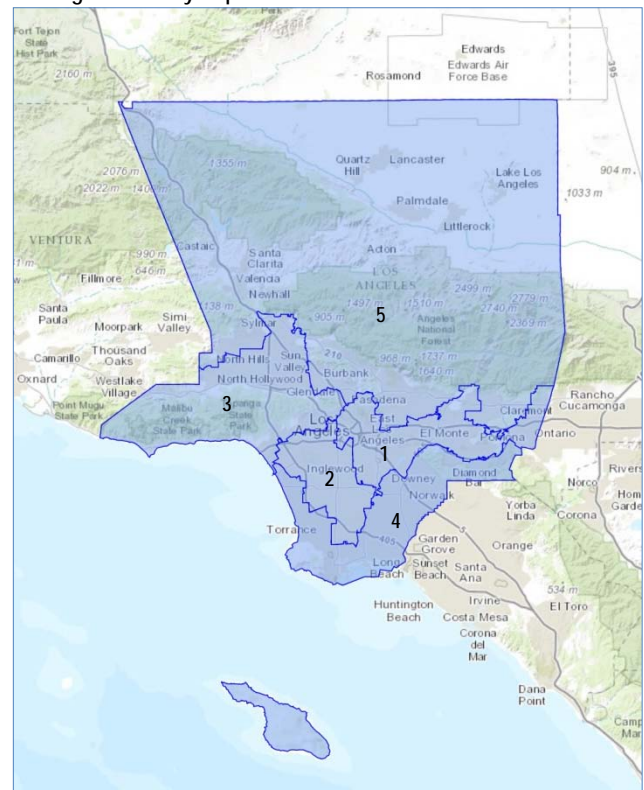 Fort Tejon
State
Hist Park
2160 m
Edwards
Edwards Air
Force Base
Rosamond
395
2076 m
2022 m
1355 m
Quartz
Hill
Lancaster
Lake Los
Angeles
904 m
1033 m
Palmdale
Littlerock
VENTURA
Castaic
990 m
646 m
Fillmore
Santa
Clarita
Valencia
Newhall
Acton
LOS
ANGELES
2499 m
2779 m
1497 m
1510 m
2740 m
2369 m
5
Angeles
National
Forest
Santa
Paula
Moorpark
Simi
Valley
1138 m
Sylmar
905 m
210
968 m
1737 m
1640 m
Camarillo
Thousand
Oaks
North Hills
Sun
Valley
Burbank
Oxnard
Westlake
Village
North Hollywood
Glendale
Pasadena
Rancho
Cucamonga
Point Mugu
State Park
Malibu
Creek
State Park
3
Topanga
State
Park
Los
Angeles
East
Los
Angeles
El Monte
Claremont
Pomona
Ontario
1
Inglewood
2
Downey
Diamond
Bar
Norco
Norwalk
4
Yorba
Linda
Corona
Torrance
405
Garden
Grove
Orange
Long
Beach
Sunset
Beach
Santa
Ana
534 m
Huntington
Beach
Irvine
El Toro
Costa Mesa
Corona
del
Mar
Dana
Point